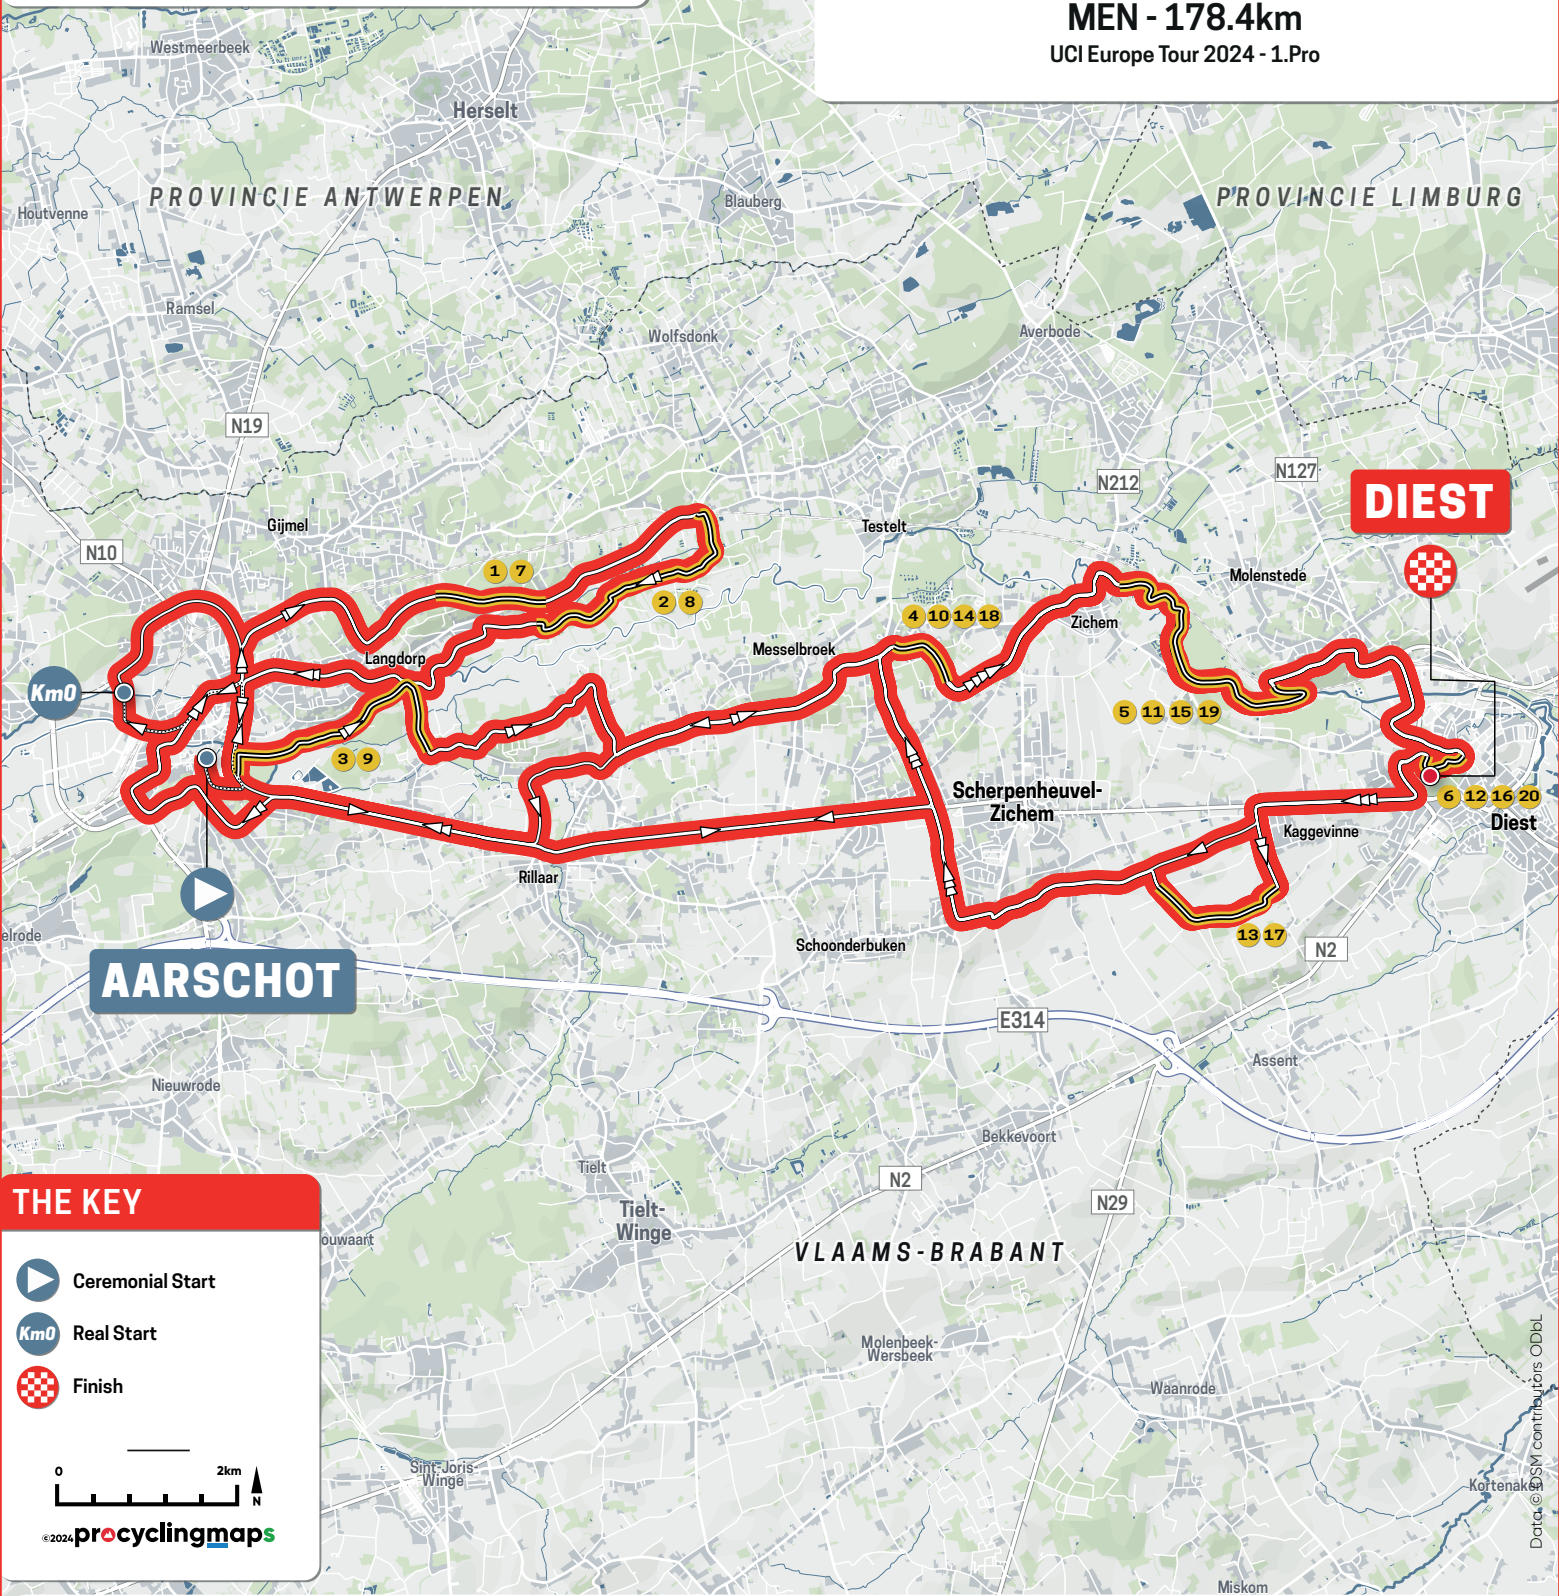 MEN - 178.4km
UCI Europe Tour 2024 - 1.Pro
Westmeerbeek
Herselt
PROVINCIE ANTWERPEN
PROVINCIE LIMBURG
Houtvenne
Blauberg
Ramsel
Wolfsdonk
Averbode
N19
N127
N212
DIEST
Gijmel
Testelt
N10
1 7
Molenstede
2 8
4 10 14 18
Zichem
Messelbroek
Langdorp
Km0
5 11 15 19
3 9
Scherpenheuvel-
Zichem
6 12 16 20
Diest
Kaggevinne
Rillaar
elrode
Schoonderbuken
13 17
N2
AARSCHOT
E314
Assent
Nieuwrode
Bekkevoort
Tielt
N2
N29
THE KEY
Tielt-
Winge
ouwaart
VLAAMS-BRABANT
Ceremonial Start
Km0 Real Start
Finish
Molenbeek-
Wersbeek
Waanrode
0 2km
N
Sint-Joris-
Winge
Kortenaken
©2024 procyclingmaps
Data © OSM contributors ODbL
Miskom